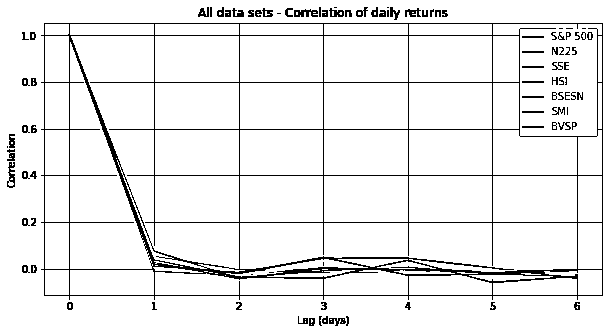 All data sets - Correlation of daily returns
1.0
0.8
0.6
0.4
0.2
0.0
Correlation
S&P 500
N225
SSE
HSI
BSESN
SMI
BVSP
0 1 2 3 4 5 6
Lag (days)